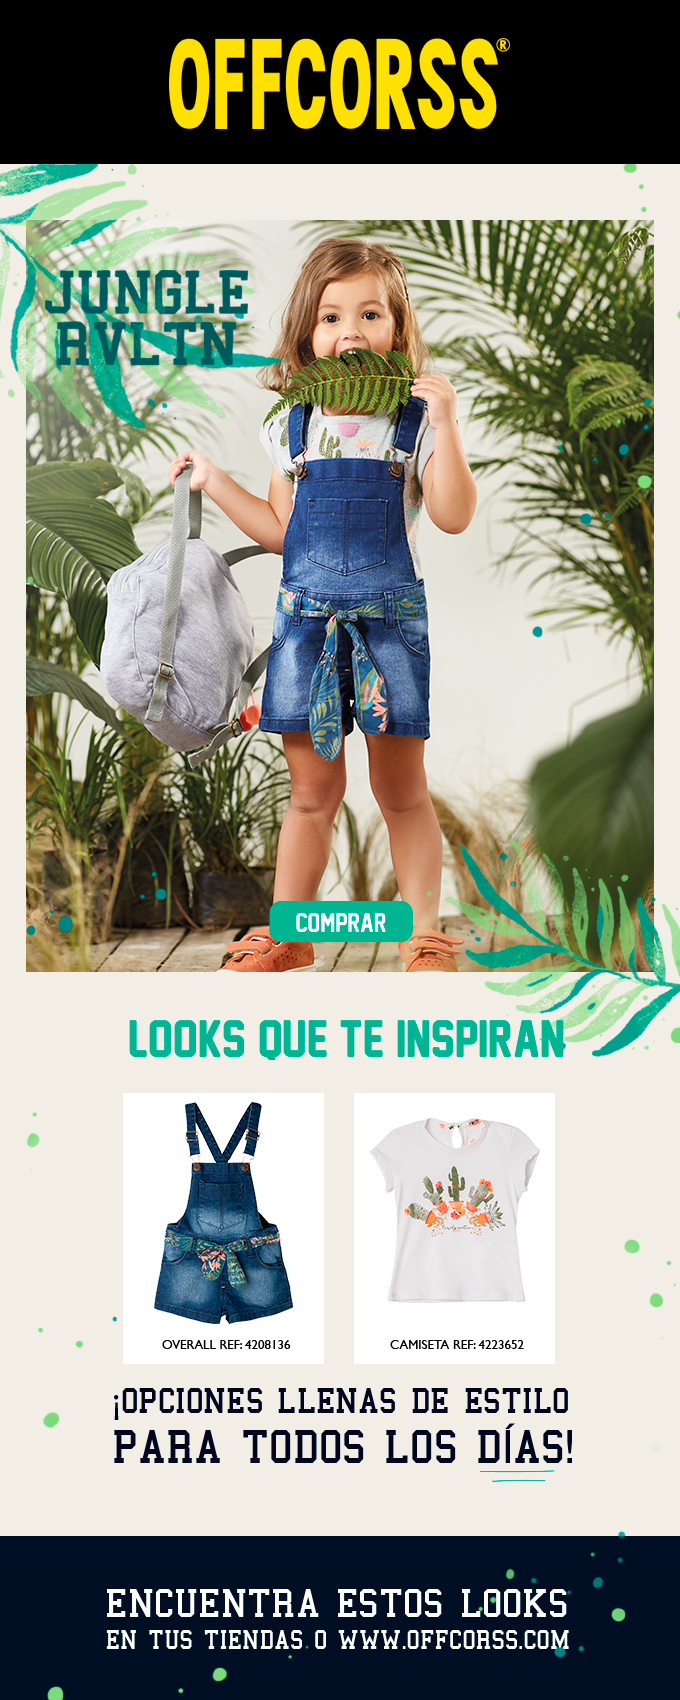 OFFCORSS®
JUNGLE
RVLTN
COMPRAR
LOOKS QUE TE INSPIRAN
OVERALL REF: 4208136
CAMISETA REF: 4223652
¡OPCIONES LLENAS DE ESTILO
PARA TODOS LOS DÍAS!
ENCUENTRA ESTOS LOOKS
EN TUS TIENDAS O WWW.OFFCORSS.COM